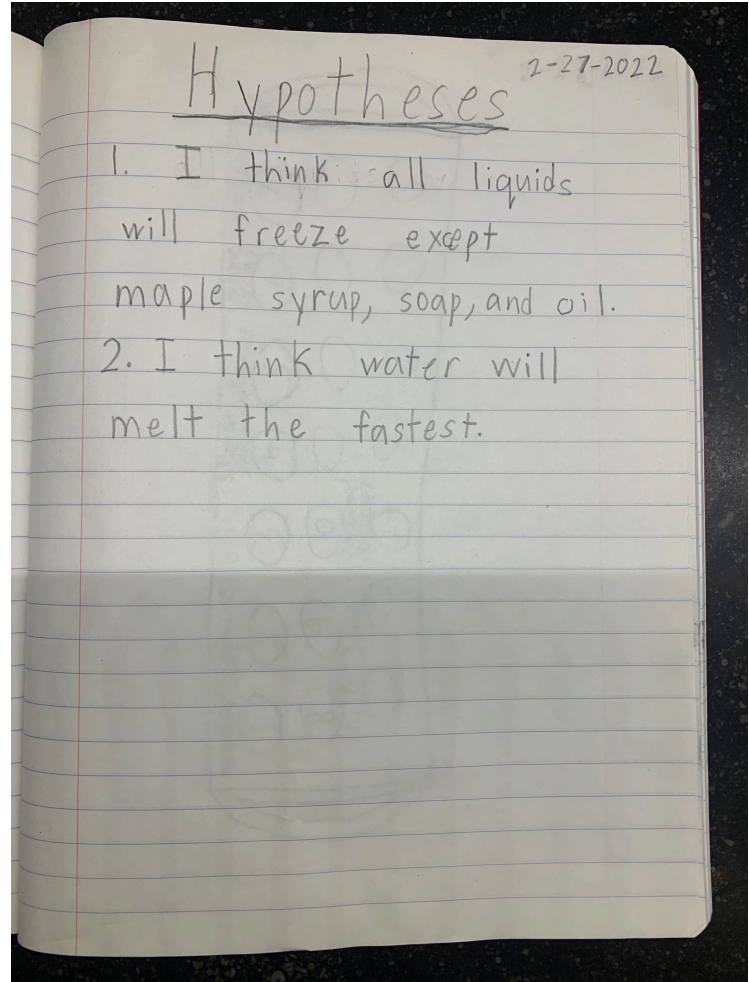 2-27-2022
Hypotheses
1. I think all liquids
will freeze except
maple syrup, soap, and oil.
2. I think water will
melt the fastest.